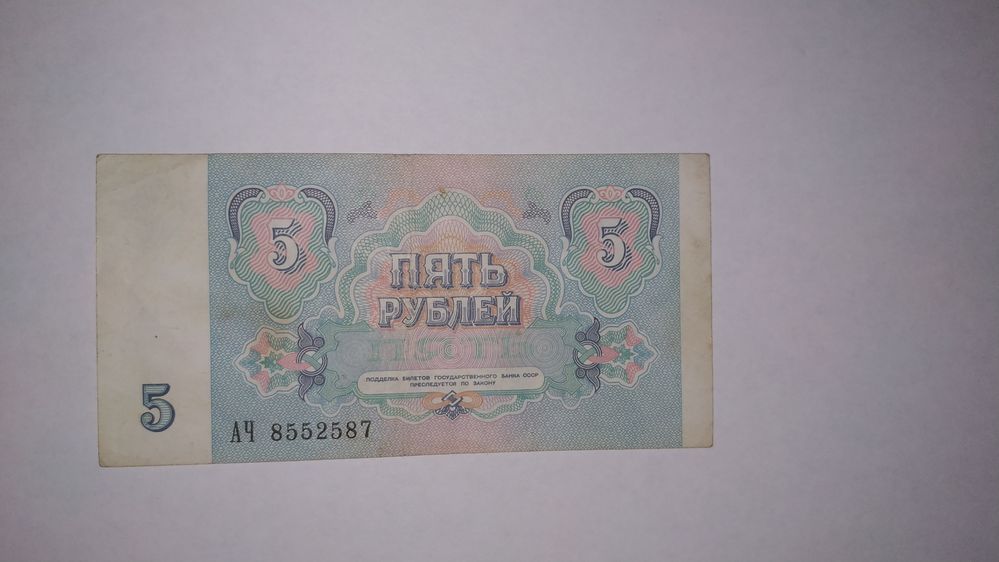 5
5
ПЯТЬ
РУБЛЕЙ
ПОДДЕЛКА БИЛЕТОВ ГОСУДАРСТВЕННОГО БАНКА СССР
ПРЕСЛЕДУЕТСЯ ПО ЗАКОНУ
5
АЧ 8552587